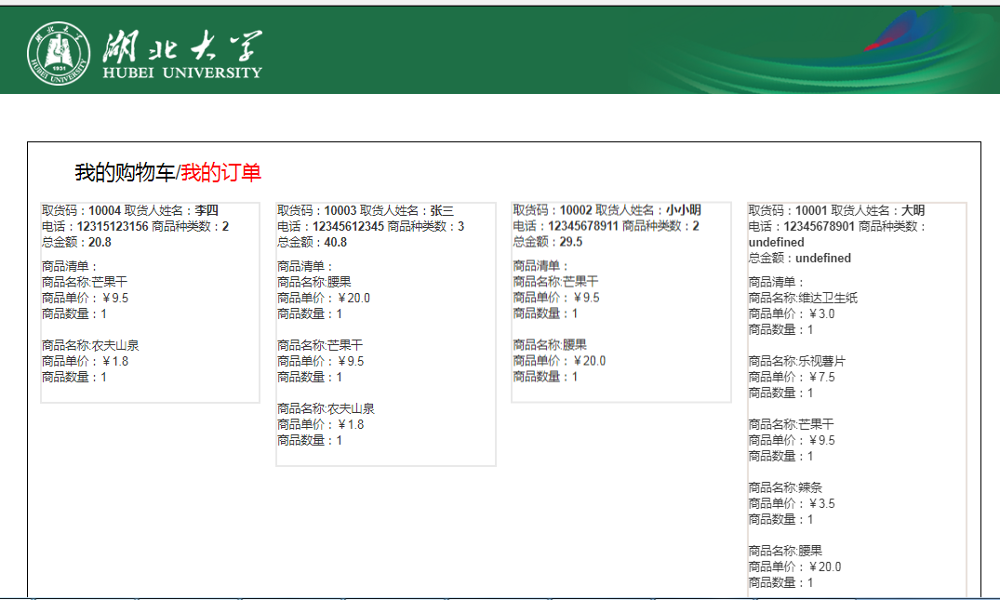 湖北大学
HUBEI UNIVERSITY
1931
湖北大学
HUBEI UNIVERSITY
我的购物车/我的订单
取货码：10004 取货人姓名：李四
电话：12315123156 商品种类数：2
总金额：20.8
商品清单：
商品名称:芒果干
商品单价：￥9.5
商品数量：1
商品名称:农夫山泉
商品单价：￥1.8
商品数量：1
取货码：10003 取货人姓名：张三
电话：12345612345 商品种类数：3
总金额：40.8
商品清单：
商品名称:腰果
商品单价：￥20.0
商品数量：1
商品名称:芒果干
商品单价：￥9.5
商品数量：1
商品名称:农夫山泉
商品单价：￥1.8
商品数量：1
取货码：10002 取货人姓名：小小明
电话：12345678911 商品种类数：2
总金额：29.5
商品清单：
商品名称:芒果干
商品单价：￥9.5
商品数量：1
商品名称:腰果
商品单价：￥20.0
商品数量：1
取货码：10001 取货人姓名：大明
电话：12345678901 商品种类数：
undefined
总金额：undefined
商品清单：
商品名称:维达卫生纸
商品单价：￥3.0
商品数量：1
商品名称:乐视薯片
商品单价：￥7.5
商品数量：1
商品名称:芒果干
商品单价：￥9.5
商品数量：1
商品名称:辣条
商品单价：￥3.5
商品数量：1
商品名称:腰果
商品单价：￥20.0
商品数量：1